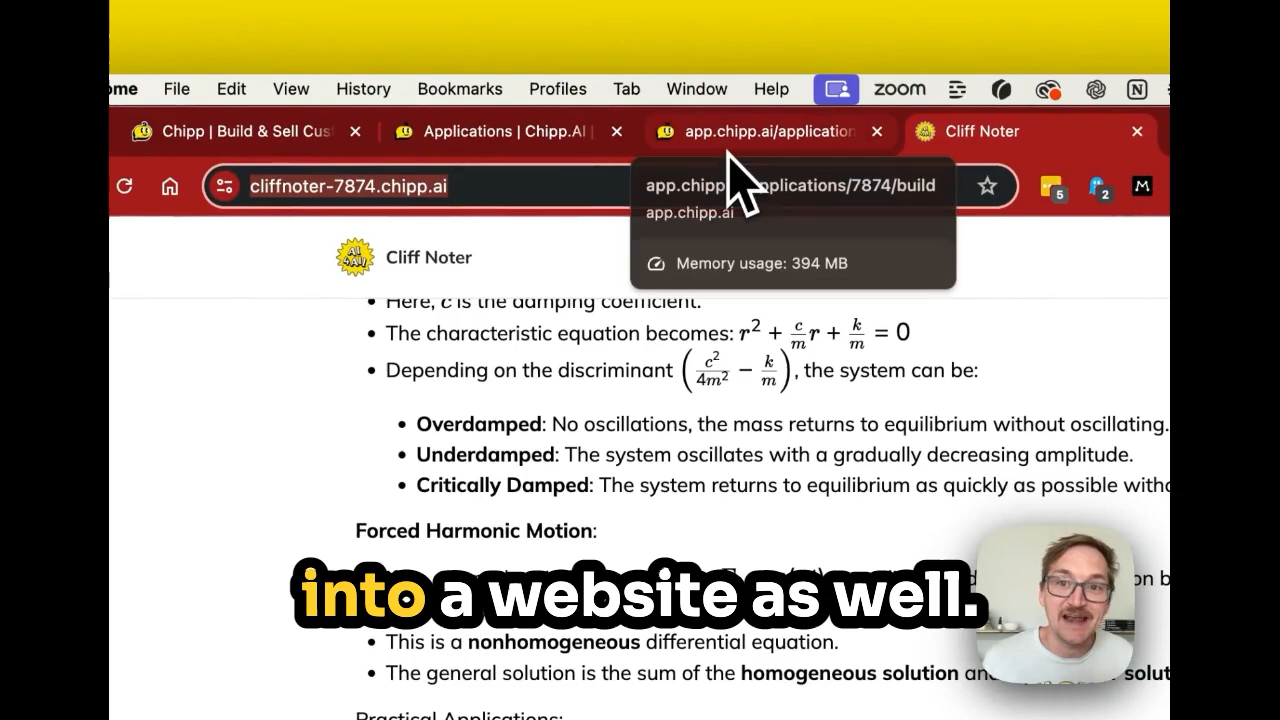 ome File Edit View History Bookmarks Profiles Tab Window Help zoom
Chipp | Build & Sell Cus Applications | Chipp.AI | app.chipp.ai/application Cliff Noter
cliffnoter-7874.chipp.ai 5 2 M
app.chipp pplications/7874/build
app.chipp.ai
Memory usage: 394 MB
AI 4 ALL Cliff Noter
• Here, c is the damping coefficient.
• The characteristic equation becomes: r² + c/m r + k/m = 0
• Depending on the discriminant (c²/4m² − k/m), the system can be:
• Overdamped: No oscillations, the mass returns to equilibrium without oscillating.
• Underdamped: The system oscillates with a gradually decreasing amplitude.
• Critically Damped: The system returns to equilibrium as quickly as possible witho
Forced Harmonic Motion:
into a website as well.
• This is a nonhomogeneous differential equation.
• The general solution is the sum of the homogeneous solution an solut
Practical Applications: